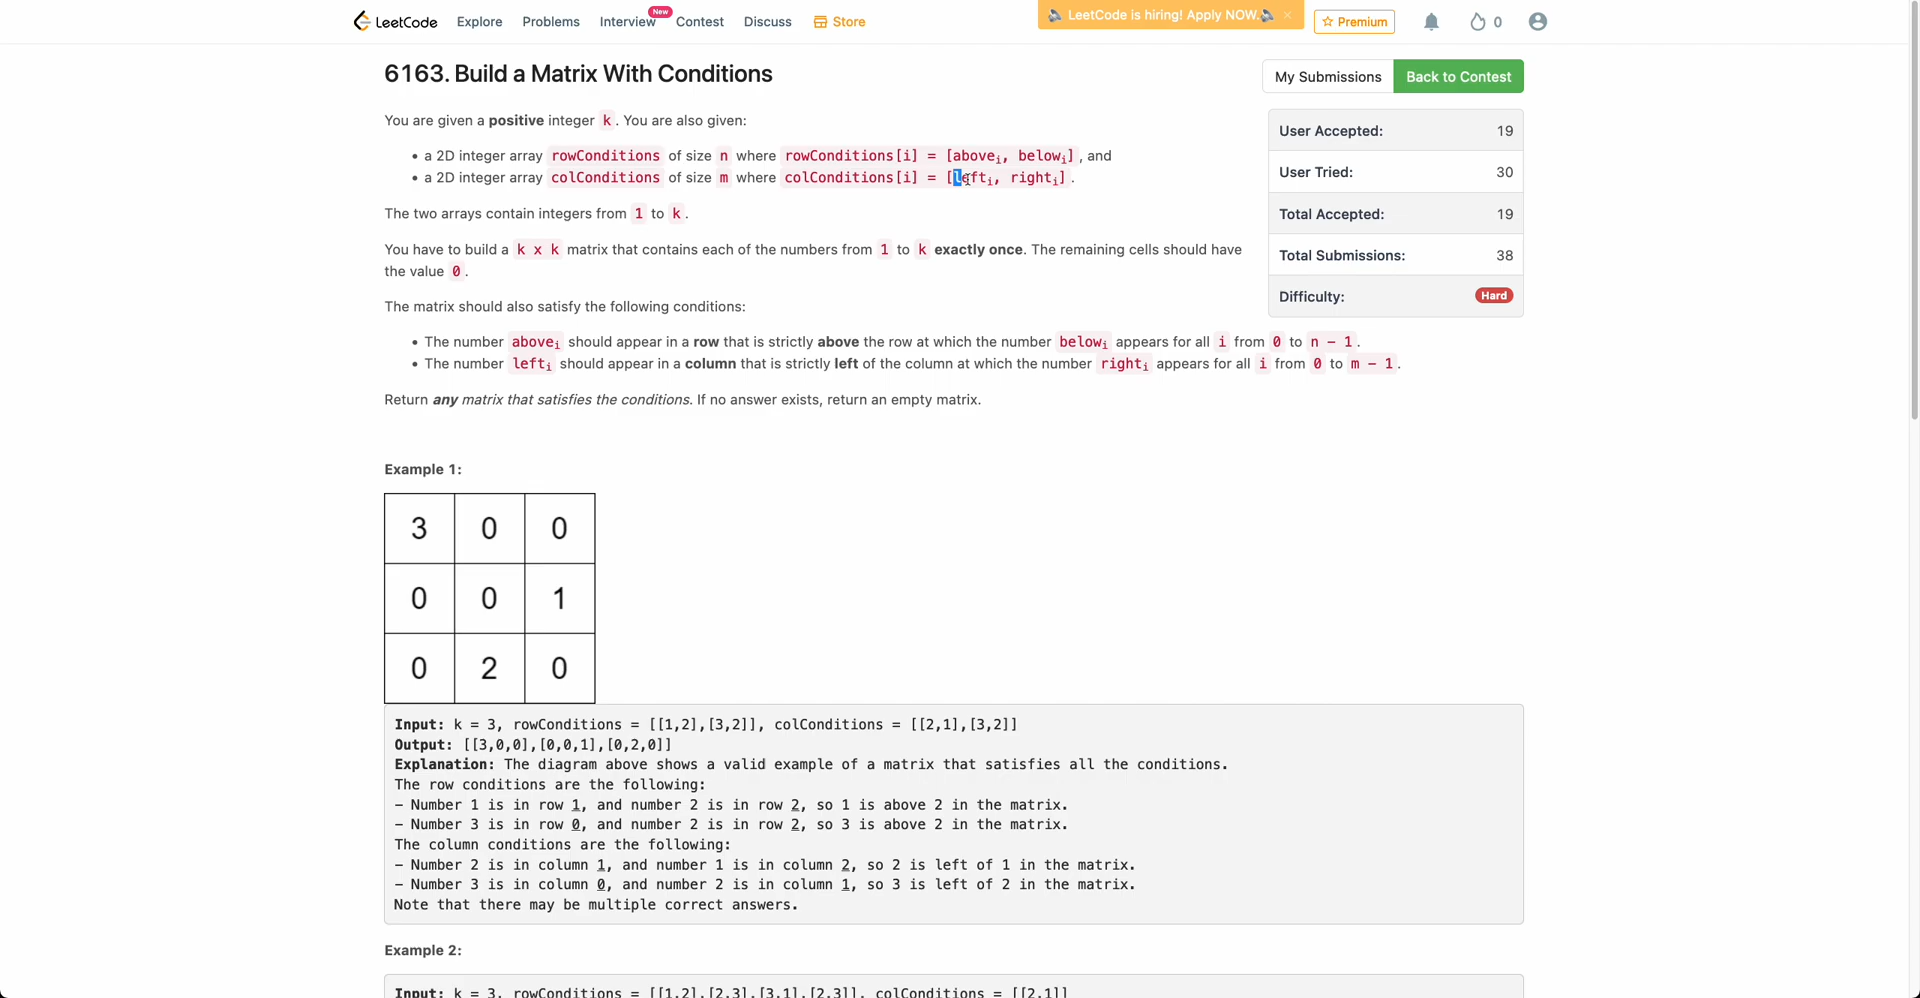 LeetCode Explore Problems Interview New Contest Discuss Store LeetCode is hiring! Apply NOW. × Premium 0
6163. Build a Matrix With Conditions
My Submissions Back to Contest
You are given a positive integer k. You are also given:
• a 2D integer array rowConditions of size n where rowConditions[i] = [aboveᵢ, belowᵢ], and
• a 2D integer array colConditions of size m where colConditions[i] = [leftᵢ, rightᵢ].
The two arrays contain integers from 1 to k.
You have to build a k x k matrix that contains each of the numbers from 1 to k exactly once. The remaining cells should have
the value 0.
The matrix should also satisfy the following conditions:
• The number aboveᵢ should appear in a row that is strictly above the row at which the number belowᵢ appears for all i from 0 to n - 1.
• The number leftᵢ should appear in a column that is strictly left of the column at which the number rightᵢ appears for all i from 0 to m - 1.
Return any matrix that satisfies the conditions. If no answer exists, return an empty matrix.
User Accepted: 19
User Tried: 30
Total Accepted: 19
Total Submissions: 38
Difficulty: Hard
Example 1:
3 0 0
0 0 1
0 2 0
Input: k = 3, rowConditions = [[1,2],[3,2]], colConditions = [[2,1],[3,2]]
Output: [[3,0,0],[0,0,1],[0,2,0]]
Explanation: The diagram above shows a valid example of a matrix that satisfies all the conditions.
The row conditions are the following:
- Number 1 is in row 1, and number 2 is in row 2, so 1 is above 2 in the matrix.
- Number 3 is in row 0, and number 2 is in row 2, so 3 is above 2 in the matrix.
The column conditions are the following:
- Number 2 is in column 1, and number 1 is in column 2, so 2 is left of 1 in the matrix.
- Number 3 is in column 0, and number 2 is in column 1, so 3 is left of 2 in the matrix.
Note that there may be multiple correct answers.
Example 2:
Input: k = 3, rowConditions = [[1,2],[2,3],[3,1],[2,3]], colConditions = [[2,1]]